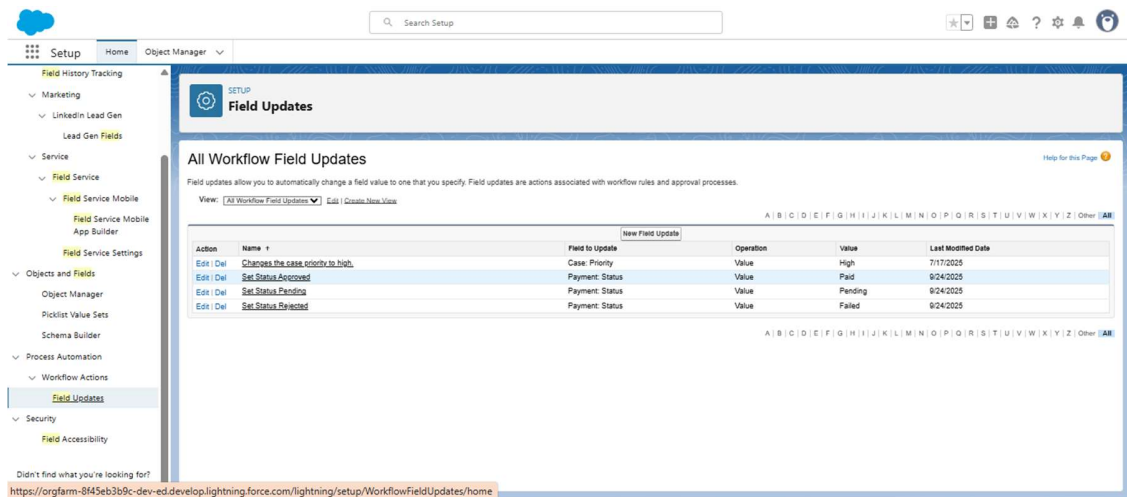 Search Setup
Setup Home Object Manager
Field History Tracking
Marketing
LinkedIn Lead Gen
Lead Gen Fields
Service
Field Service
Field Service Mobile
Field Service Mobile
App Builder
Field Service Settings
Objects and Fields
Object Manager
Picklist Value Sets
Schema Builder
Process Automation
Workflow Actions
Field Updates
Security
Field Accessibility
Didn't find what you're looking for?
SETUP
Field Updates
All Workflow Field Updates
Help for this Page
Field updates allow you to automatically change a field value to one that you specify. Field updates are actions associated with workflow rules and approval processes.
View: All Workflow Field Updates Edit | Create New View
A | B | C | D | E | F | G | H | I | J | K | L | M | N | O | P | Q | R | S | T | U | V | W | X | Y | Z | Other All
New Field Update
Action Name ↑ Field to Update Operation Value Last Modified Date
Edit | Del Changes the case priority to high. Case: Priority Value High 7/17/2025
Edit | Del Set Status Approved Payment: Status Value Paid 9/24/2025
Edit | Del Set Status Pending Payment: Status Value Pending 9/24/2025
Edit | Del Set Status Rejected Payment: Status Value Failed 9/24/2025
A | B | C | D | E | F | G | H | I | J | K | L | M | N | O | P | Q | R | S | T | U | V | W | X | Y | Z | Other All
https://orgfarm-8f45eb3b9c-dev-ed.develop.lightning.force.com/lightning/setup/WorkflowFieldUpdates/home